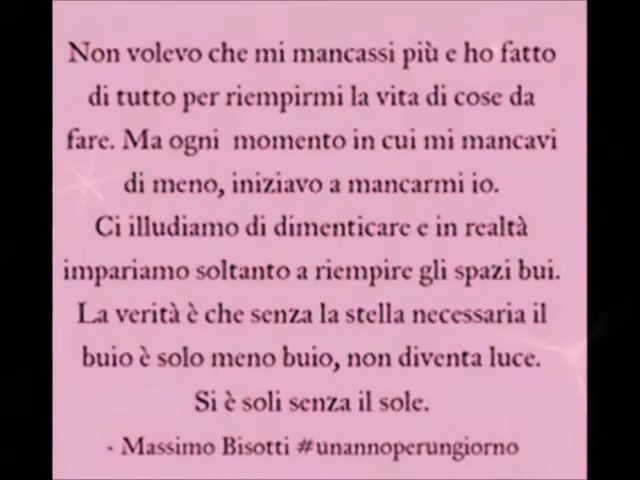 Non volevo che mi mancassi più e ho fatto
di tutto per riempirmi la vita di cose da
fare. Ma ogni momento in cui mi mancavi
di meno, iniziavo a mancarmi io.
Ci illudiamo di dimenticare e in realtà
impariamo soltanto a riempire gli spazi bui.
La verità è che senza la stella necessaria il
buio è solo meno buio, non diventa luce.
Si è soli senza il sole.
- Massimo Bisotti #unannoperungiorno